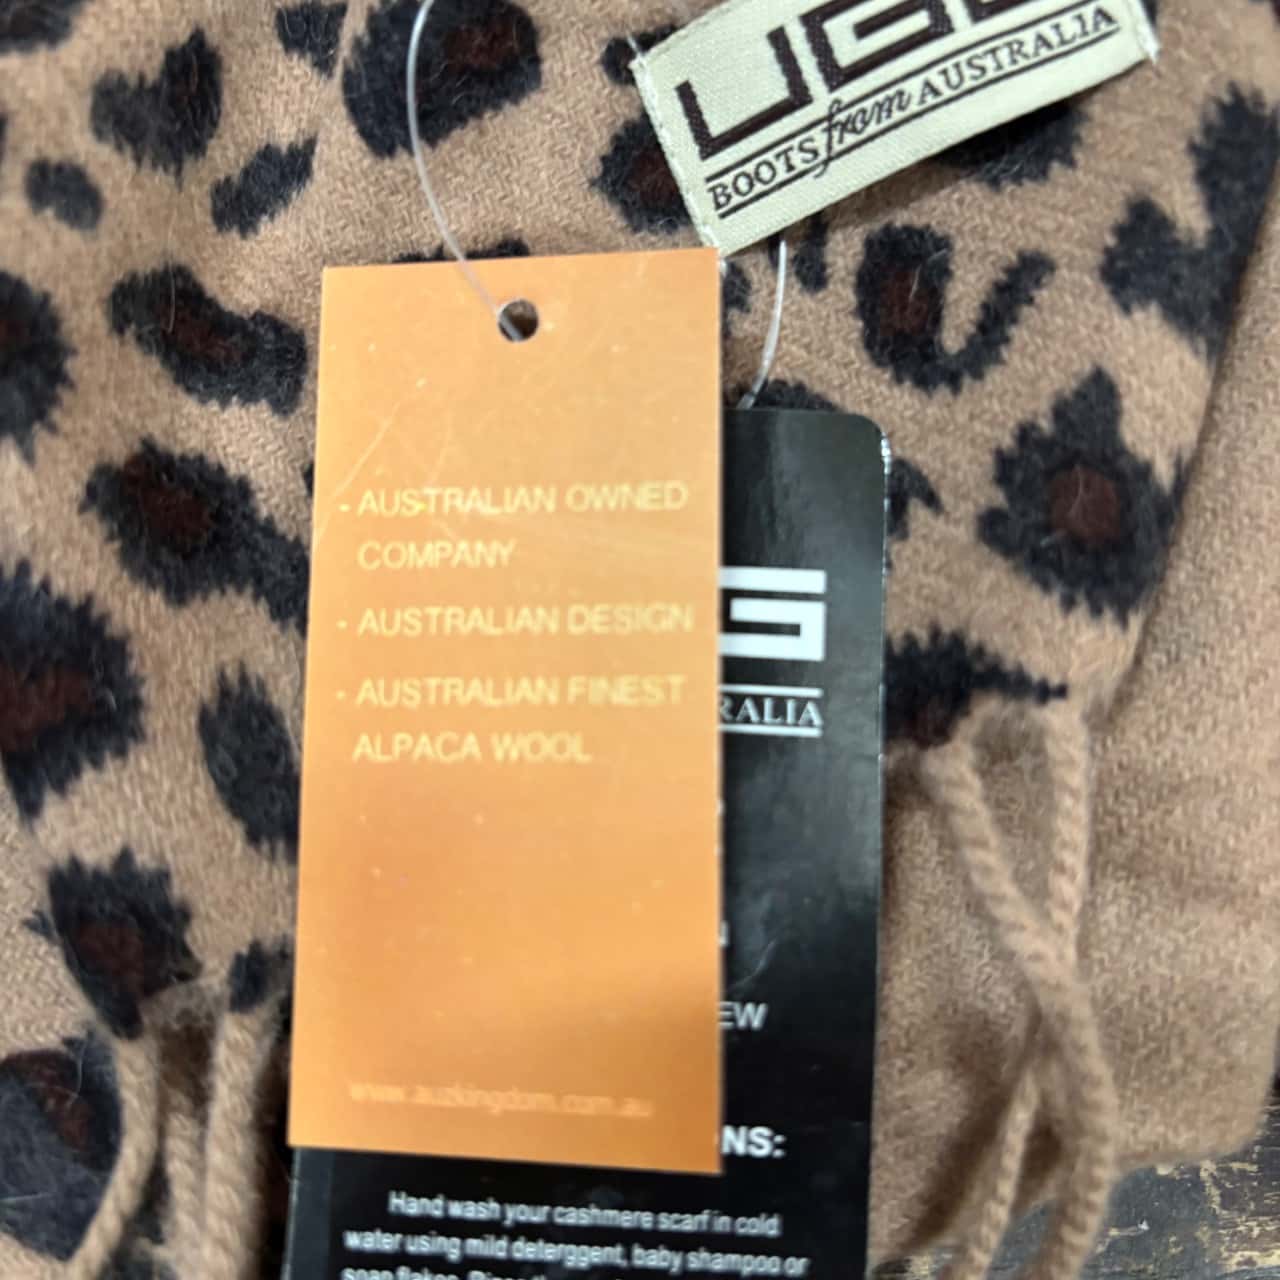 UGG
BOOTS from AUSTRALIA
- AUSTRALIAN OWNED
COMPANY
- AUSTRALIAN DESIGN
- AUSTRALIAN FINEST
ALPACA WOOL
www.auzkingdom.com.au
G
RALIA
EW
NS:
Hand wash your cashmere scarf in cold
water using mild deterggent, baby shampoo or